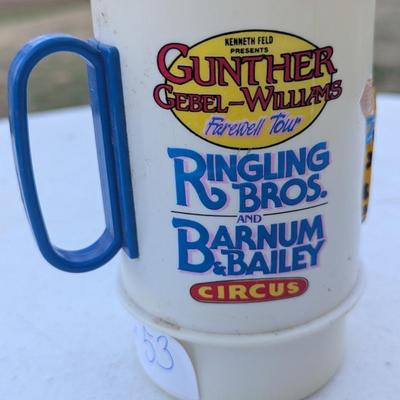 KENNETH FELD
PRESENTS
GUNTHER
GEBEL-WILLIAMS
Farewell Tour
RINGLING
BROS.
AND
BARNUM
& BAILEY
CIRCUS
53